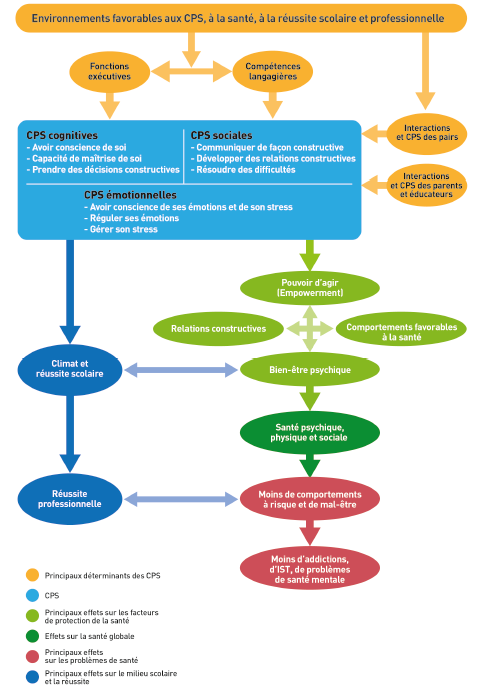 Environnements favorables aux CPS, à la santé, à la réussite scolaire et professionnelle
Fonctions
exécutives
Compétences
langagières
Interactions
et CPS des pairs
Interactions
et CPS des parents
et éducateurs
CPS cognitives
- Avoir conscience de soi
- Capacité de maîtrise de soi
- Prendre des décisions constructives
CPS sociales
- Communiquer de façon constructive
- Développer des relations constructives
- Résoudre des difficultés
CPS émotionnelles
- Avoir conscience de ses émotions et de son stress
- Réguler ses émotions
- Gérer son stress
Pouvoir d'agir
(Empowerment)
Relations constructives
Comportements favorables
à la santé
Climat et
réussite scolaire
Bien-être psychique
Santé psychique,
physique et sociale
Réussite
professionnelle
Moins de comportements
à risque et de mal-être
Moins d'addictions,
d'IST, de problèmes
de santé mentale
Principaux déterminants des CPS
CPS
Principaux effets sur les facteurs
de protection de la santé
Effets sur la santé globale
Principaux effets
sur les problèmes de santé
Principaux effets sur le milieu scolaire
et la réussite